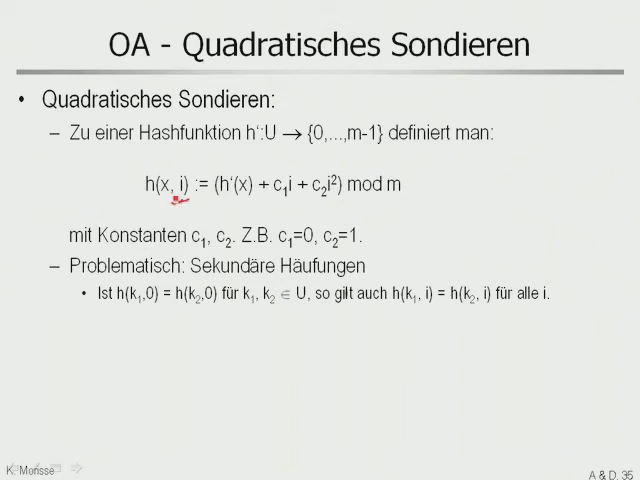 OA - Quadratisches Sondieren
• Quadratisches Sondieren:
– Zu einer Hashfunktion h‘:U → {0,...,m-1} definiert man:
h(x, i) := (h‘(x) + c₁i + c₂i²) mod m
mit Konstanten c₁, c₂. Z.B. c₁=0, c₂=1.
– Problematisch: Sekundäre Häufungen
• Ist h(k₁,0) = h(k₂,0) für k₁, k₂ ∈ U, so gilt auch h(k₁, i) = h(k₂, i) für alle i.
K. Morisse
A & D. 35